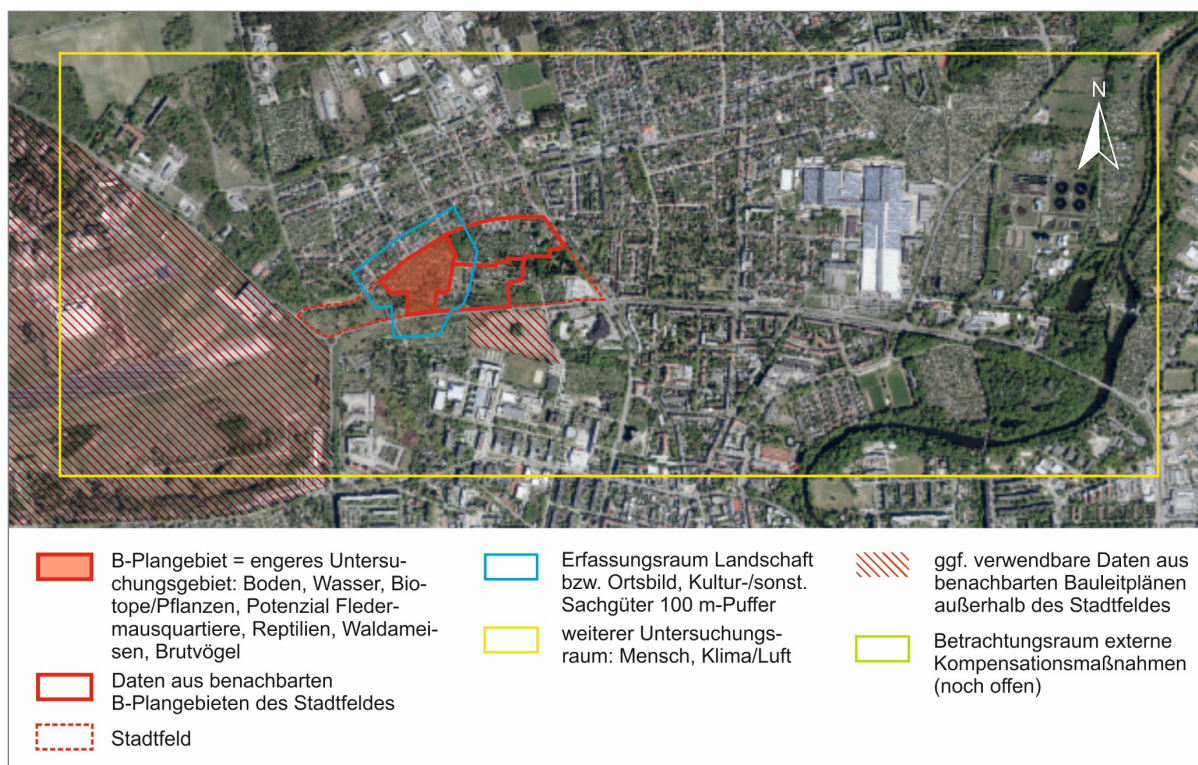 N
B-Plangebiet = engeres Untersu-
chungsgebiet: Boden, Wasser, Bio-
tope/Pflanzen, Potenzial Fleder-
mausquartiere, Reptilien, Waldamei-
sen, Brutvögel
Daten aus benachbarten
B-Plangebieten des Stadtfeldes
Stadtfeld
Erfassungsraum Landschaft
bzw. Ortsbild, Kultur-/sonst.
Sachgüter 100 m-Puffer
weiterer Untersuchungs-
raum: Mensch, Klima/Luft
ggf. verwendbare Daten aus
benachbarten Bauleitplänen
außerhalb des Stadtfeldes
Betrachtungsraum externe
Kompensationsmaßnahmen
(noch offen)